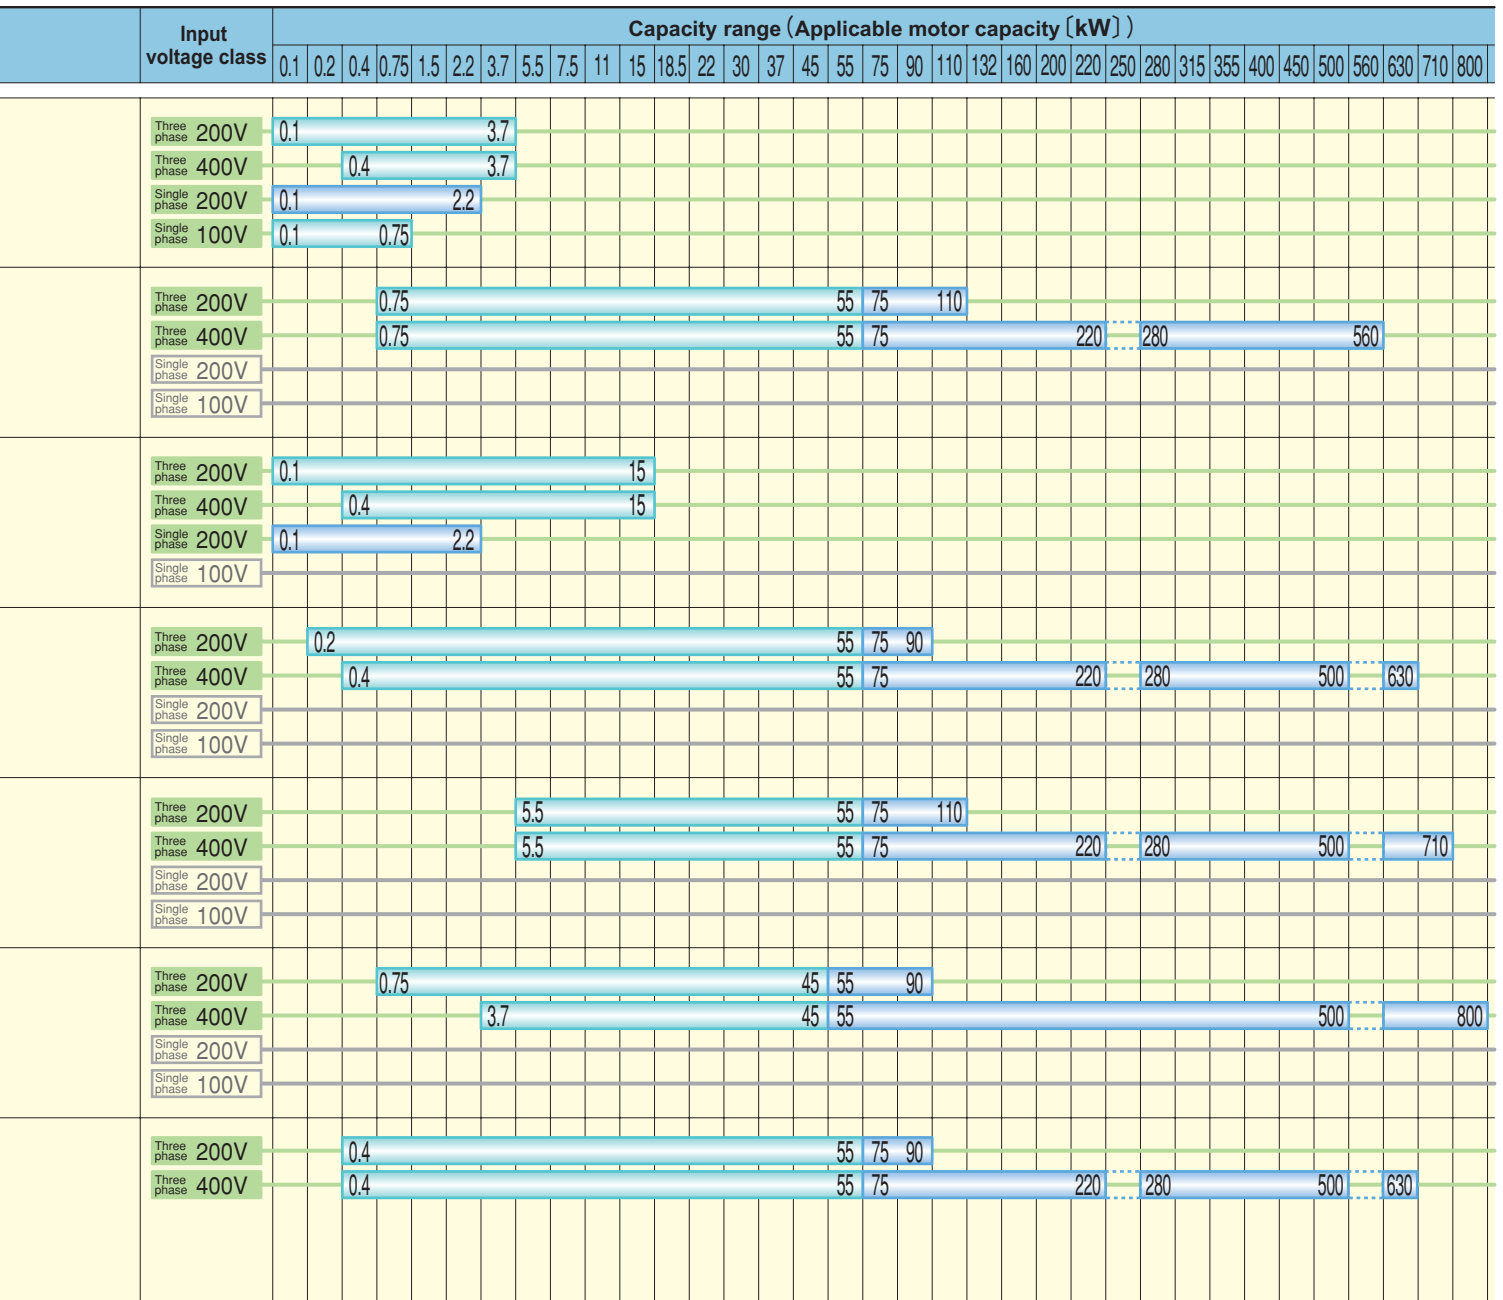 Input
voltage class
Capacity range (Applicable motor capacity [kW])
0.1 0.2 0.4 0.75 1.5 2.2 3.7 5.5 7.5 11 15 18.5 22 30 37 45 55 75 90 110 132 160 200 220 250 280 315 355 400 450 500 560 630 710 800
Three phase 200V 0.1 3.7
Three phase 400V 0.4 3.7
Single phase 200V 0.1 2.2
Single phase 100V 0.1 0.75
Three phase 200V 0.75 55 75 110
Three phase 400V 0.75 55 75 220 280 560
Single phase 200V
Single phase 100V
Three phase 200V 0.1 15
Three phase 400V 0.4 15
Single phase 200V 0.1 2.2
Single phase 100V
Three phase 200V 0.2 55 75 90
Three phase 400V 0.4 55 75 220 280 500 630
Single phase 200V
Single phase 100V
Three phase 200V 5.5 55 75 110
Three phase 400V 5.5 55 75 220 280 500 710
Single phase 200V
Single phase 100V
Three phase 200V 0.75 45 55 90
Three phase 400V 3.7 45 55 500 800
Single phase 200V
Single phase 100V
Three phase 200V 0.4 55 75 90
Three phase 400V 0.4 55 75 220 280 500 630